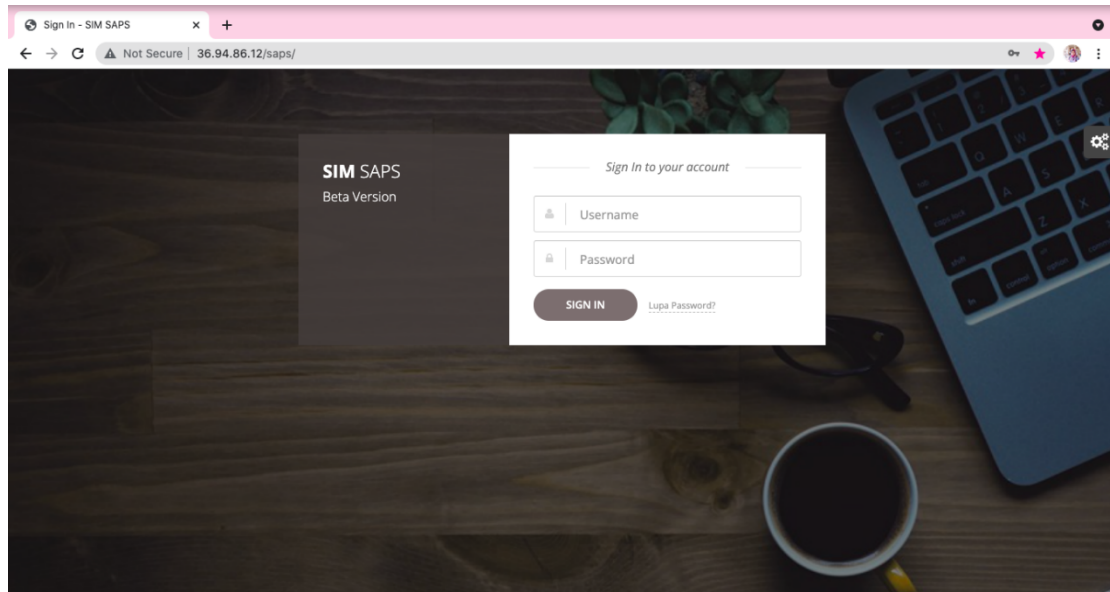 Sign In - SIM SAPS
Not Secure | 36.94.86.12/saps/
SIM SAPS
Beta Version
Sign In to your account
Username
Password
SIGN IN
Lupa Password?